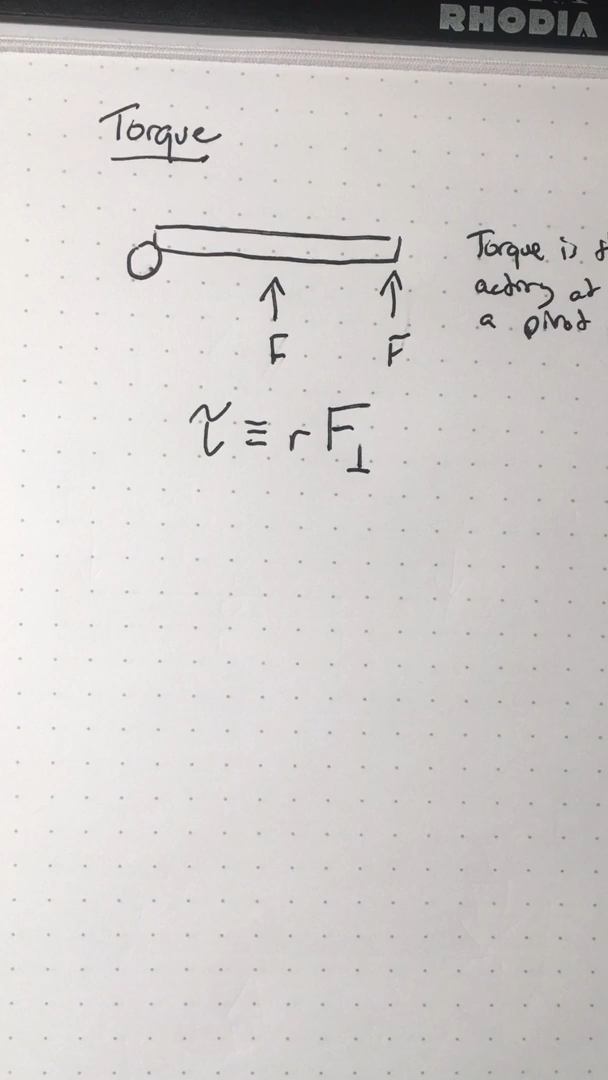 RHODIA
Torque
Torque is
acting at
a pivot
F F
τ ≡ r F⊥